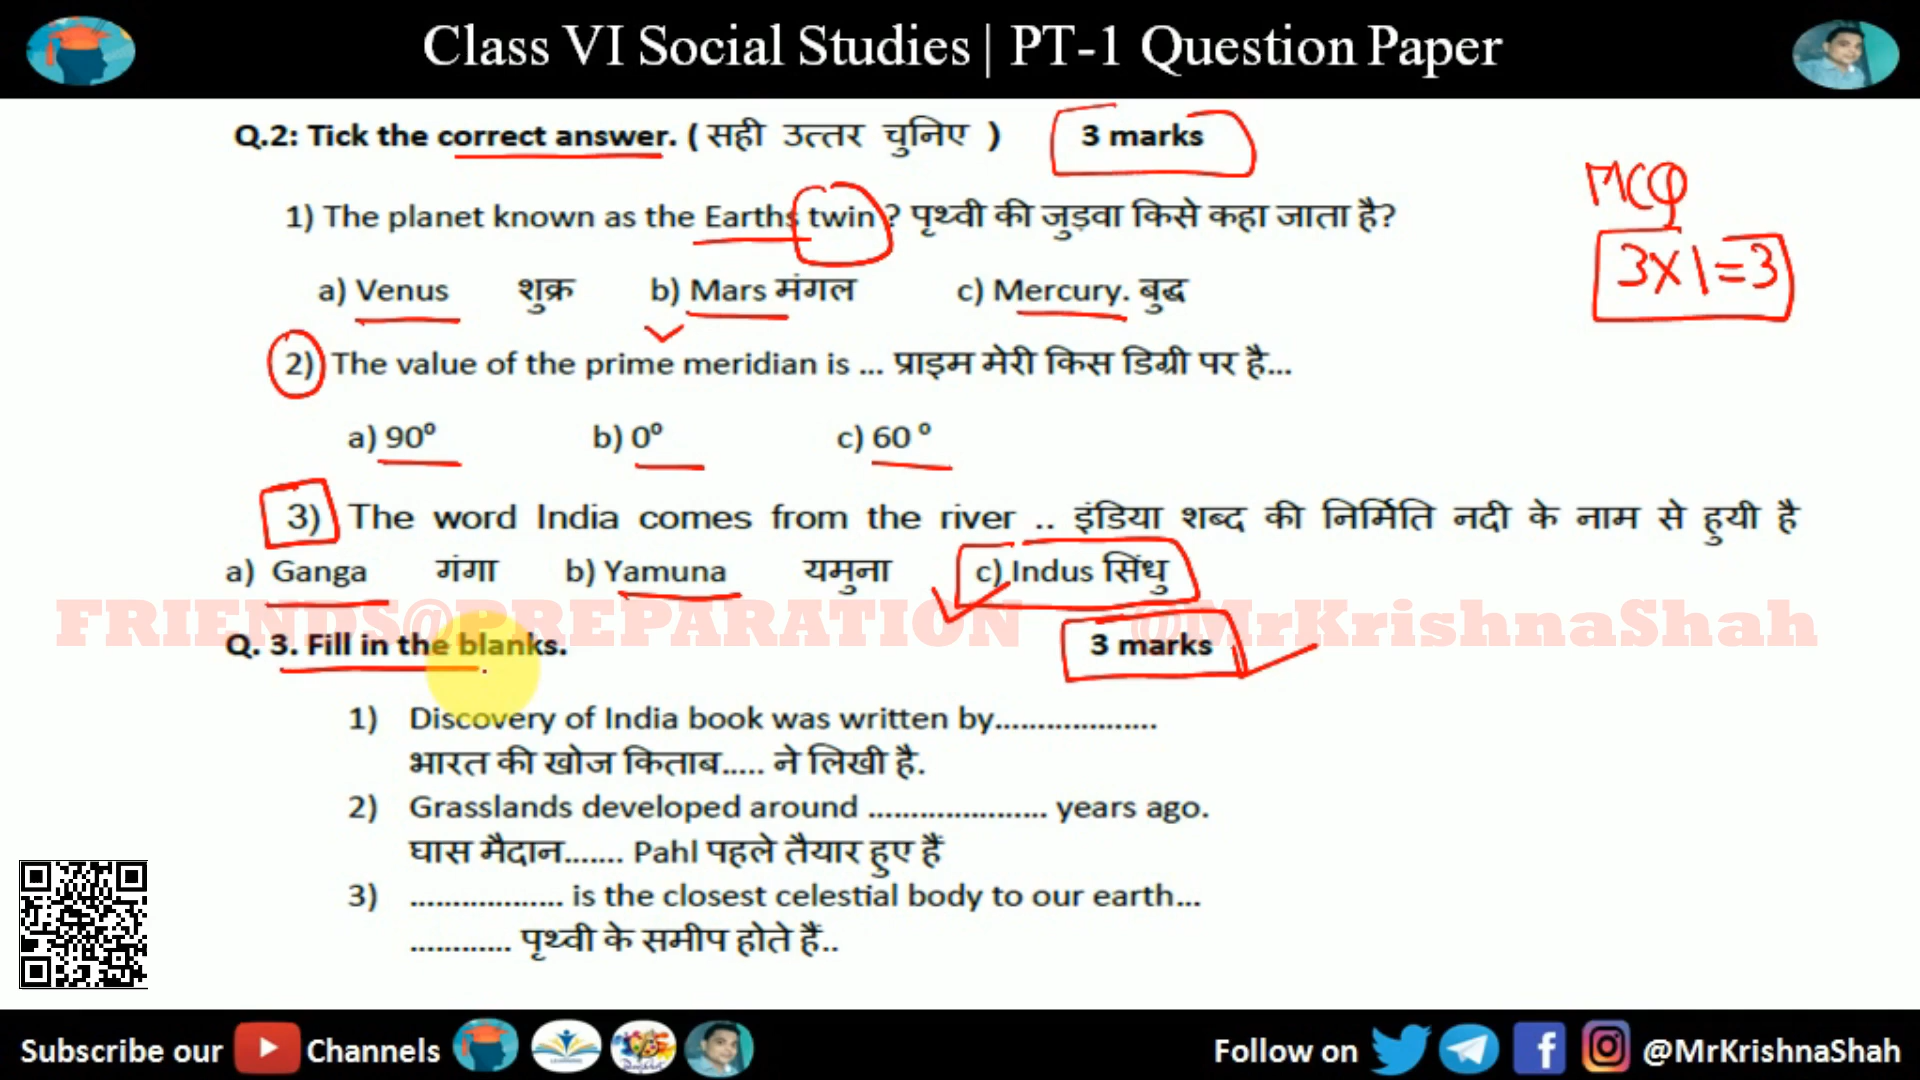 Class VI Social Studies | PT-1 Question Paper
Q.2: Tick the correct answer. ( सही उत्तर चुनिए ) 3 marks
MCQ
3X1=3
1) The planet known as the Earths twin ? पृथ्वी की जुड़वा किसे कहा जाता है?
a) Venus शुक्र b) Mars मंगल c) Mercury. बुद्ध
2) The value of the prime meridian is ... प्राइम मेरी किस डिग्री पर है...
a) 90⁰ b) 0⁰ c) 60 ⁰
3) The word India comes from the river .. इंडिया शब्द की निर्मिति नदी के नाम से हुयी है
a) Ganga गंगा b) Yamuna यमुना c) Indus सिंधु
FRIENDS@PREPARATION @MrKrishnaShah
Q. 3. Fill in the blanks. 3 marks
1) Discovery of India book was written by...................
भारत की खोज किताब..... ने लिखी है.
2) Grasslands developed around ..................... years ago.
घास मैदान....... Pahl पहले तैयार हुए हैं
3) .................. is the closest celestial body to our earth...
............ पृथ्वी के समीप होते हैं..
Subscribe our Channels Follow on @MrKrishnaShah